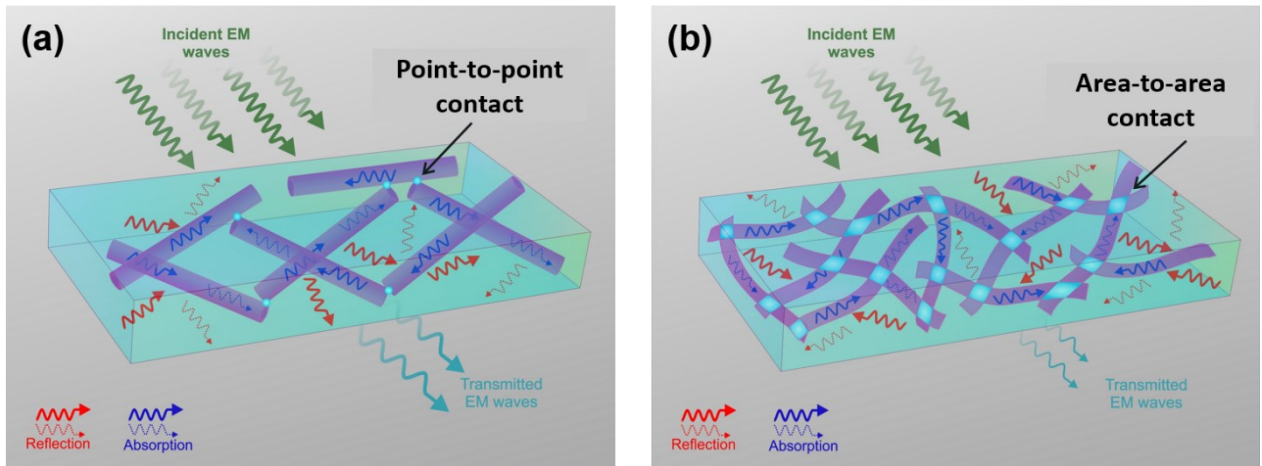 (a)
Incident EM
waves
Point-to-point
contact
Transmitted
EM waves
Reflection
Absorption
(b)
Incident EM
waves
Area-to-area
contact
Transmitted
EM waves
Reflection
Absorption